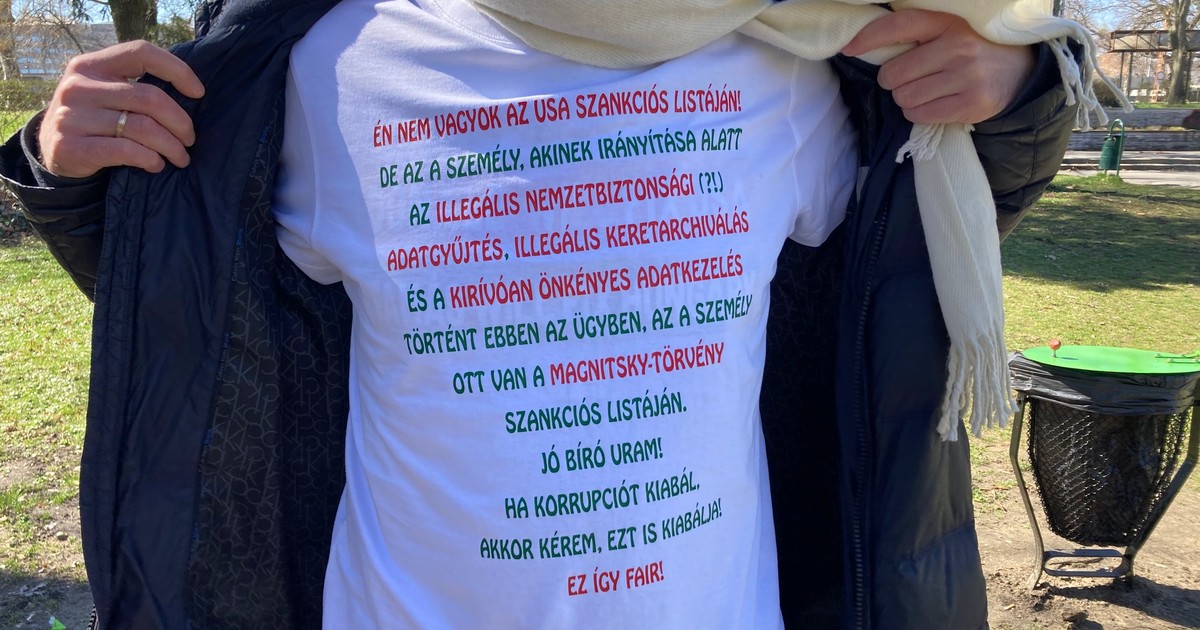 ÉN NEM VAGYOK AZ USA SZANKCIÓS LISTÁJÁN!
DE AZ A SZEMÉLY, AKINEK IRÁNYÍTÁSA ALATT
AZ ILLEGÁLIS NEMZETBIZTONSÁGI (?!)
ADATGYŰJTÉS, ILLEGÁLIS KERETARCHIVÁLÁS
ÉS A KIRÍVÓAN ÖNKÉNYES ADATKEZELÉS
TÖRTÉNT EBBEN AZ ÜGYBEN, AZ A SZEMÉLY
OTT VAN A MAGNITSKY-TÖRVÉNY
SZANKCIÓS LISTÁJÁN.
JÓ BÍRÓ URAM!
HA KORRUPCIÓT KIABÁL,
AKKOR KÉREM, EZT IS KIABÁLJA!
EZ ÍGY FAIR!